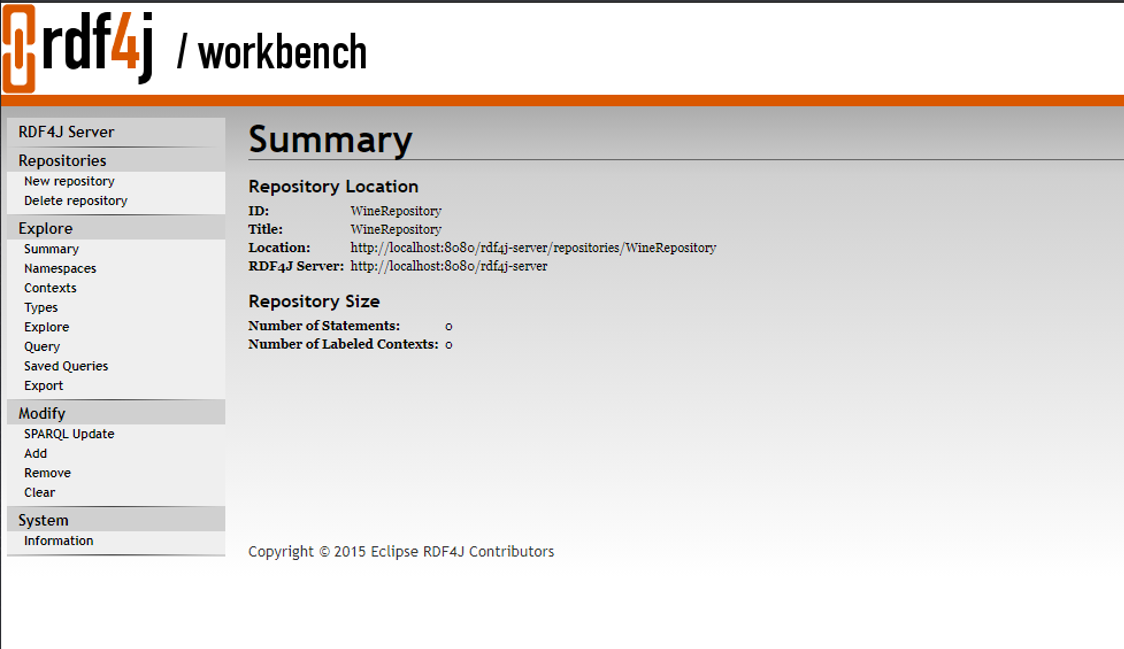 rdf4j / workbench
RDF4J Server
Repositories
New repository
Delete repository
Explore
Summary
Namespaces
Contexts
Types
Explore
Query
Saved Queries
Export
Modify
SPARQL Update
Add
Remove
Clear
System
Information
Summary
Repository Location
ID: WineRepository
Title: WineRepository
Location: http://localhost:8080/rdf4j-server/repositories/WineRepository
RDF4J Server: http://localhost:8080/rdf4j-server
Repository Size
Number of Statements: 0
Number of Labeled Contexts: 0
Copyright © 2015 Eclipse RDF4J Contributors